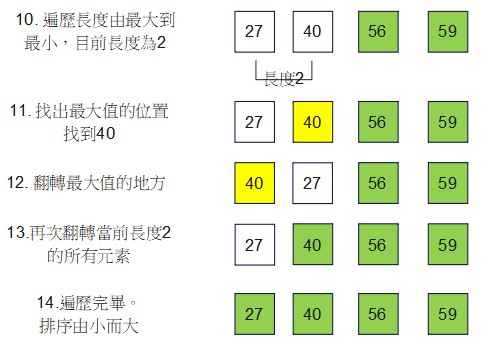 10. 遍歷長度由最大到
最小，目前長度為2
27 40 56 59
長度2
11. 找出最大值的位置
找到40
27 40 56 59
12. 翻轉最大值的地方
40 27 56 59
13.再次翻轉當前長度2
的所有元素
27 40 56 59
14.遍歷完畢。
排序由小而大
27 40 56 59